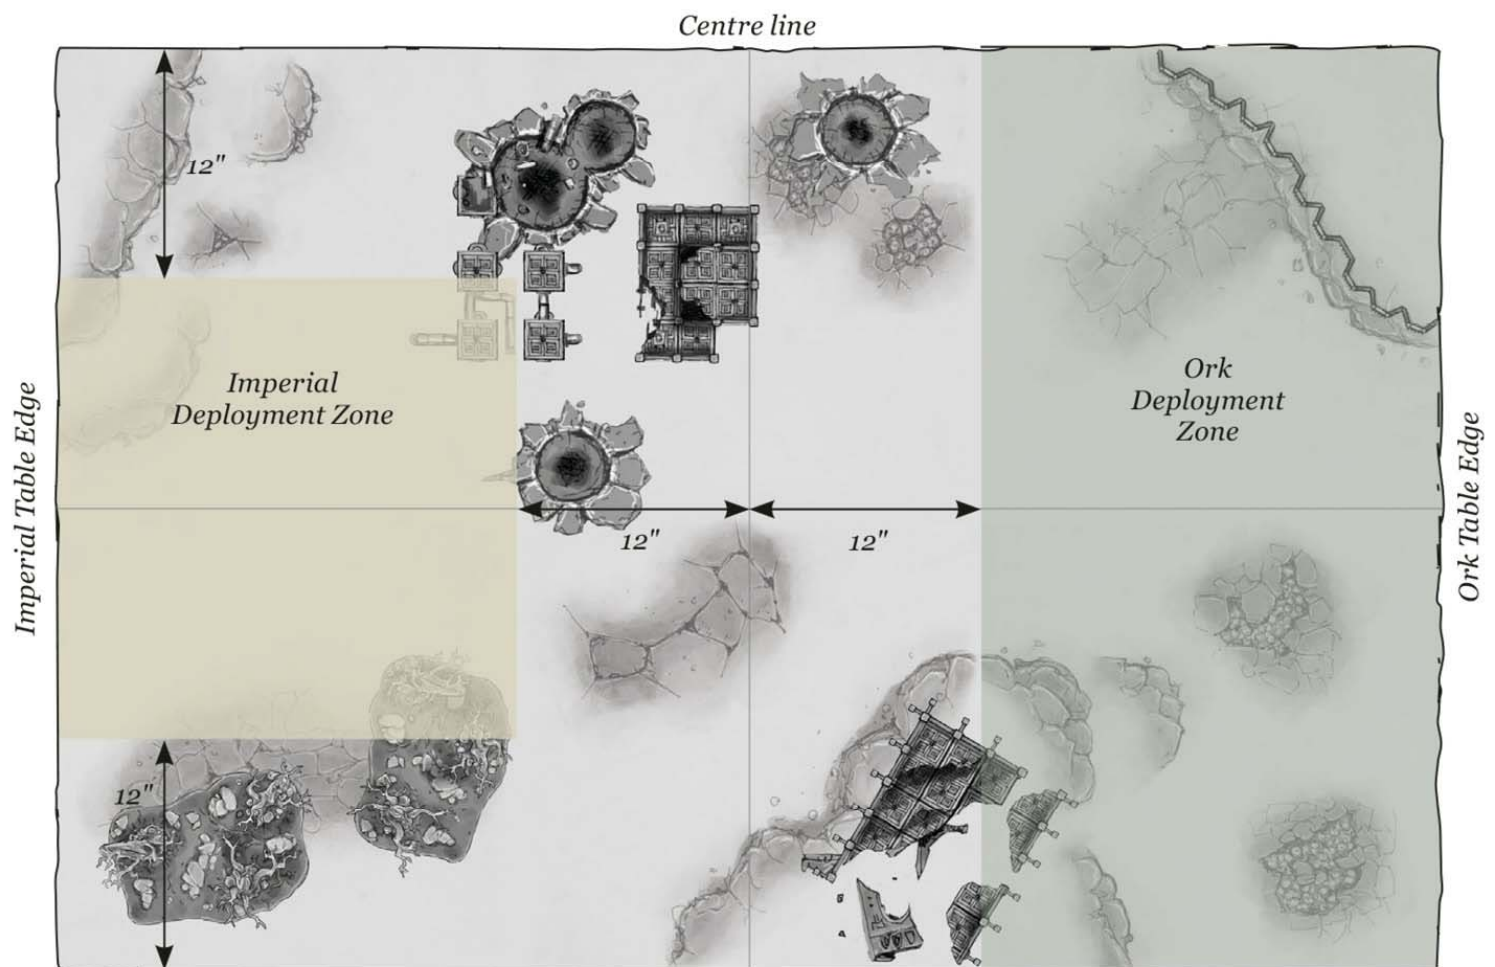 Centre line
12"
Imperial
Deployment Zone
Ork
Deployment
Zone
Imperial Table Edge
Ork Table Edge
12"
12"
12"